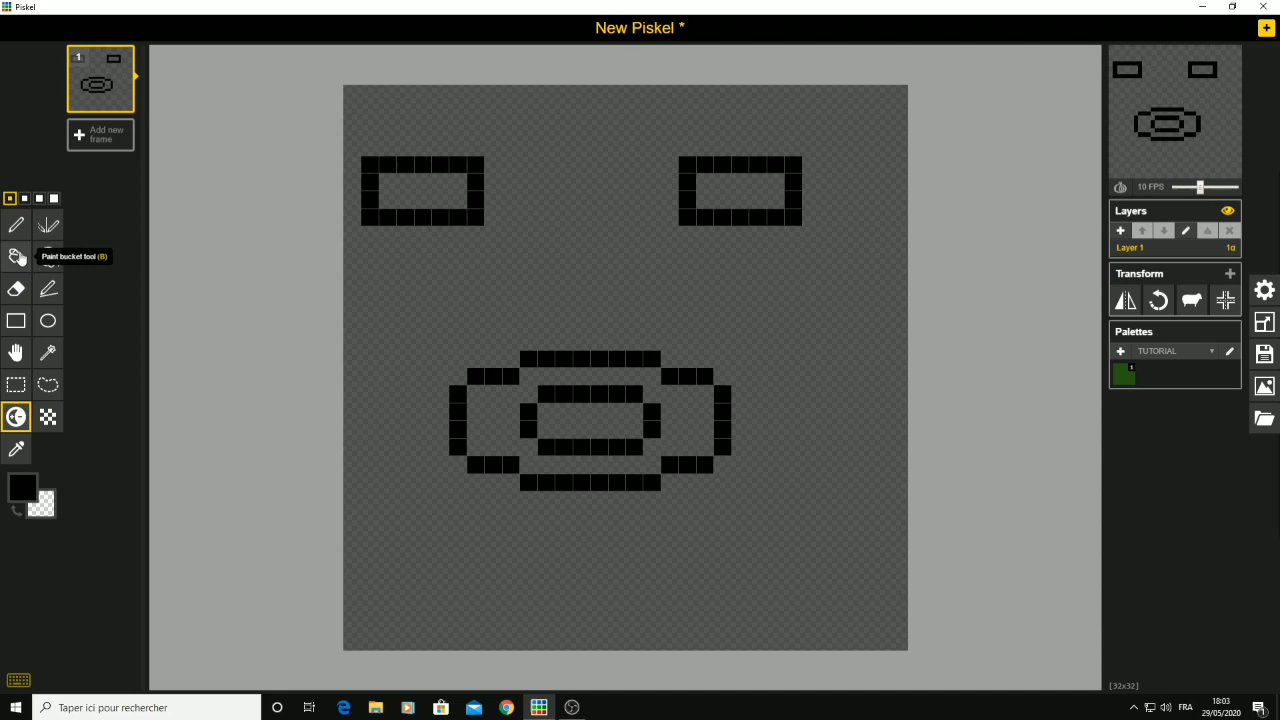 Piskel
New Piskel *
1
Add new
frame
Paint bucket tool (B)
10 FPS
Layers
Layer 1
1α
Transform
Palettes
TUTORIAL
1
[32x32]
Taper ici pour rechercher
FRA
18:03
29/05/2020
1